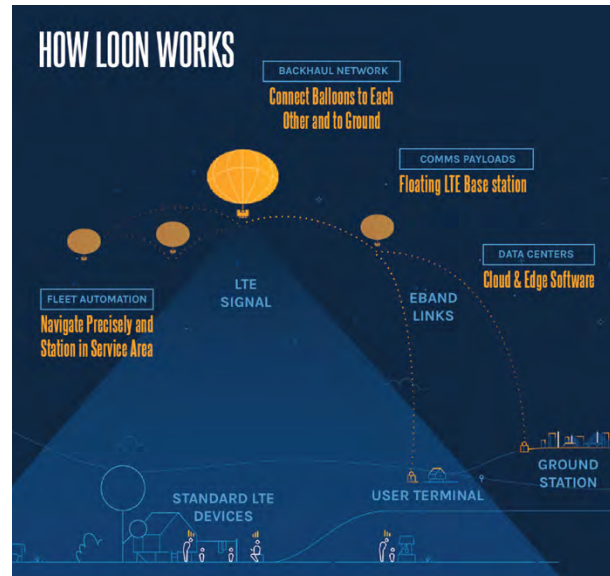 HOW LOON WORKS
BACKHAUL NETWORK
Connect Balloons to Each
Other and to Ground
COMMS PAYLOADS
Floating LTE Base station
DATA CENTERS
Cloud & Edge Software
FLEET AUTOMATION
Navigate Precisely and
Station in Service Area
LTE
SIGNAL
EBAND
LINKS
GROUND
STATION
STANDARD LTE
DEVICES
USER TERMINAL